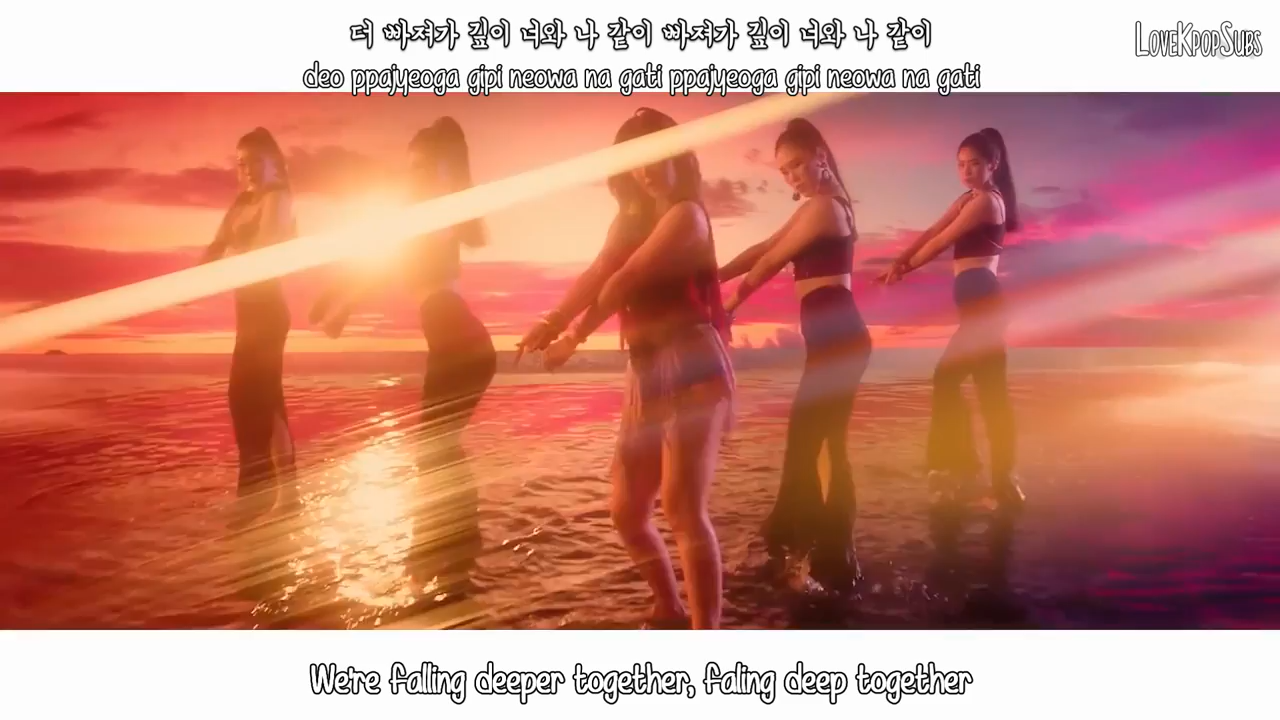 더 빠져가 깊이 너와 나 같이 빠져가 깊이 너와 나 같이
LoveKpopSubs
deo ppajyeoga gipi neowa na gati ppajyeoga gipi neowa na gati
We're falling deeper together, faling deep together